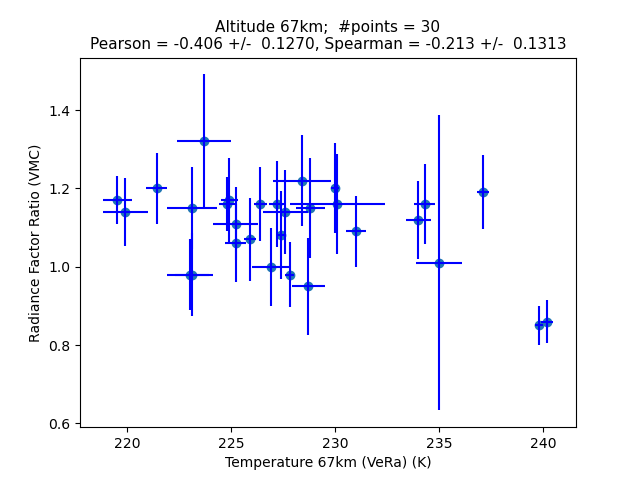 Altitude 67km;  #points = 30
Pearson = -0.406 +/-  0.1270, Spearman = -0.213 +/-  0.1313
1.4
1.2
1.0
0.8
0.6
Radiance Factor Ratio (VMC)
220
225
230
235
240
Temperature 67km (VeRa) (K)